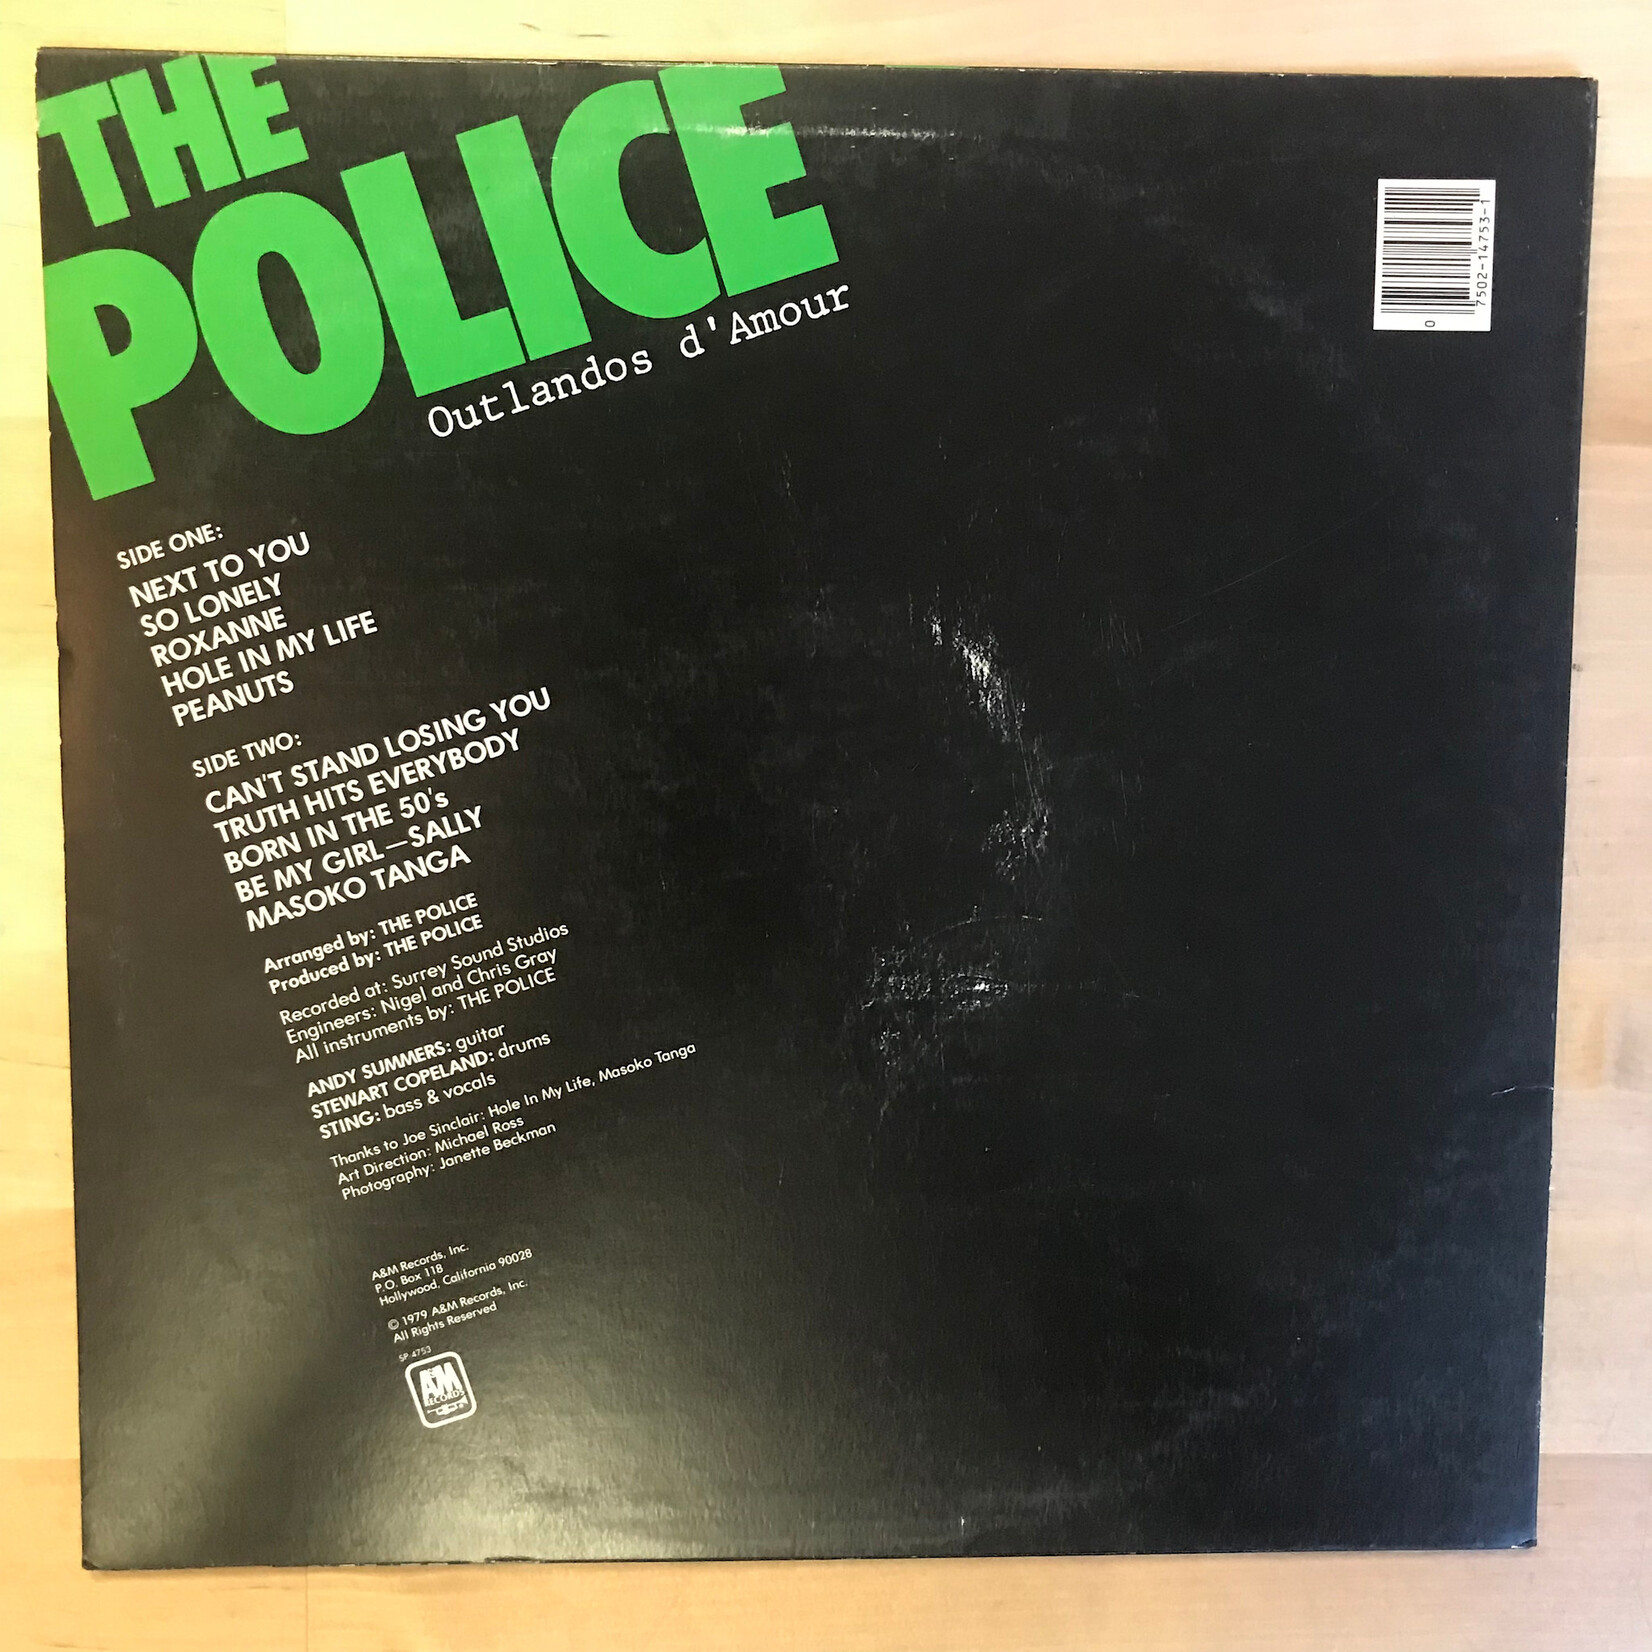 THE
POLICE
Outlandos d'Amour
7502-14753-1
0
SIDE ONE:
NEXT TO YOU
SO LONELY
ROXANNE
HOLE IN MY LIFE
PEANUTS
SIDE TWO:
CAN'T STAND LOSING YOU
TRUTH HITS EVERYBODY
BORN IN THE 50's
BE MY GIRL—SALLY
MASOKO TANGA
Arranged by: THE POLICE
Produced by: THE POLICE
Recorded at: Surrey Sound Studios
Engineers: Nigel and Chris Gray
All instruments by: THE POLICE
ANDY SUMMERS: guitar
STEWART COPELAND: drums
STING: bass & vocals
Thanks to Joe Sinclair: Hole In My Life, Masoko Tanga
Art Direction: Michael Ross
Photography: Janette Beckman
A&M Records, Inc.
P.O. Box 118
Hollywood, California 90028
© 1979 A&M Records, Inc.
All Rights Reserved
SP-4753
A&M
RECORDS